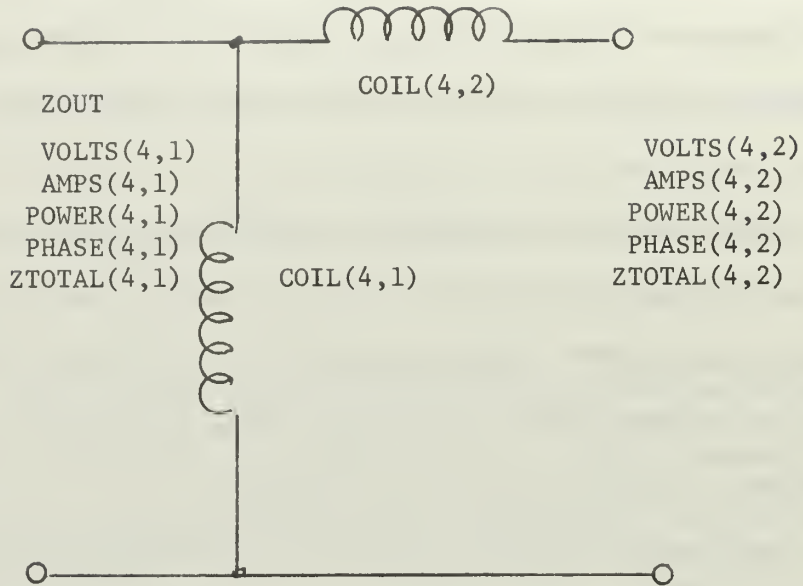 COIL(4,2)
ZOUT
VOLTS(4,1)
AMPS(4,1)
POWER(4,1)
PHASE(4,1)
ZTOTAL(4,1)
COIL(4,1)
VOLTS(4,2)
AMPS(4,2)
POWER(4,2)
PHASE(4,2)
ZTOTAL(4,2)